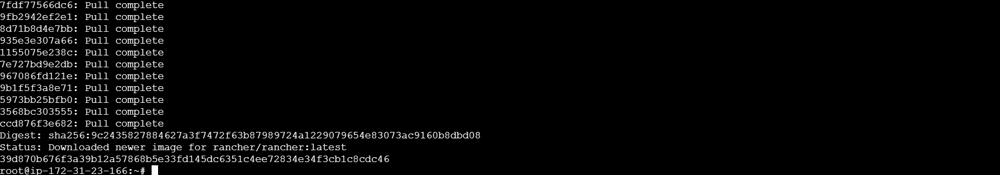 7fdf77566dc6: Pull complete
9fb2942ef2e1: Pull complete
8d71b8d4e7bb: Pull complete
935e3e307a66: Pull complete
1155075e238c: Pull complete
7e727bd9e2db: Pull complete
967086fd121e: Pull complete
9b1f5f3a8e71: Pull complete
5973bb25bfb0: Pull complete
3568bc303555: Pull complete
ccd876f3e682: Pull complete
Digest: sha256:9c2435827884627a3f7472f63b87989724a1229079654e83073ac9160b8dbd08
Status: Downloaded newer image for rancher/rancher:latest
39d870b676f3a39b12a57868b5e33fd145dc6351c4ee72834e34f3cb1c8cdc46
root@ip-172-31-23-166:~#